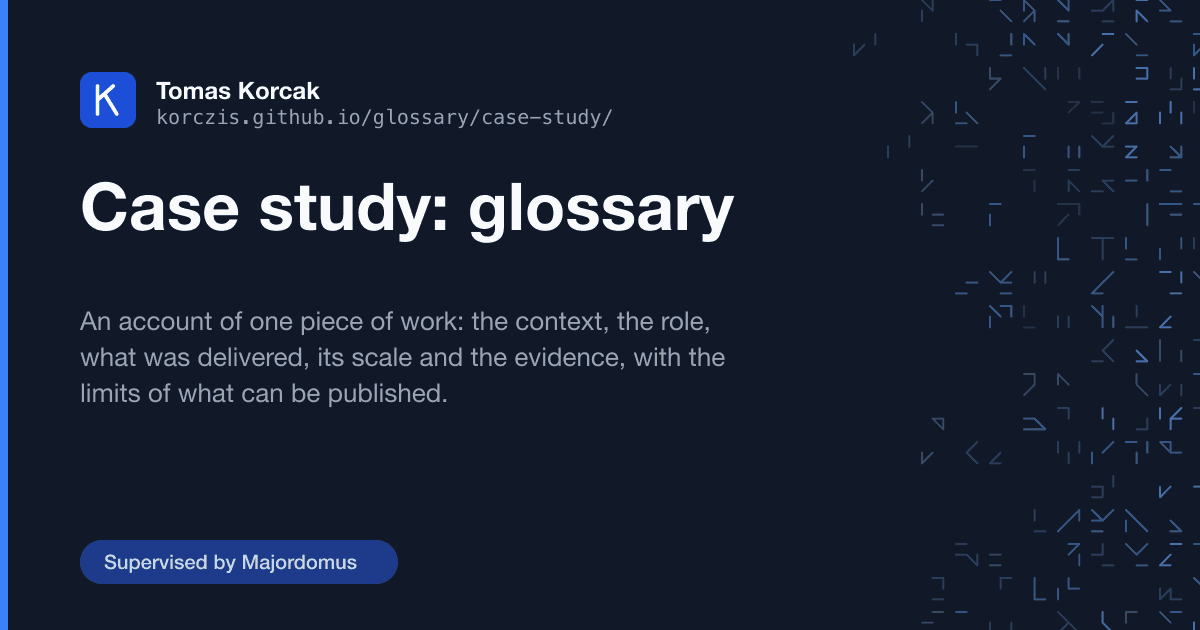 K
Tomas Korcak
korczis.github.io/glossary/case-study/
Case study: glossary
An account of one piece of work: the context, the role,
what was delivered, its scale and the evidence, with the
limits of what can be published.
Supervised by Majordomus